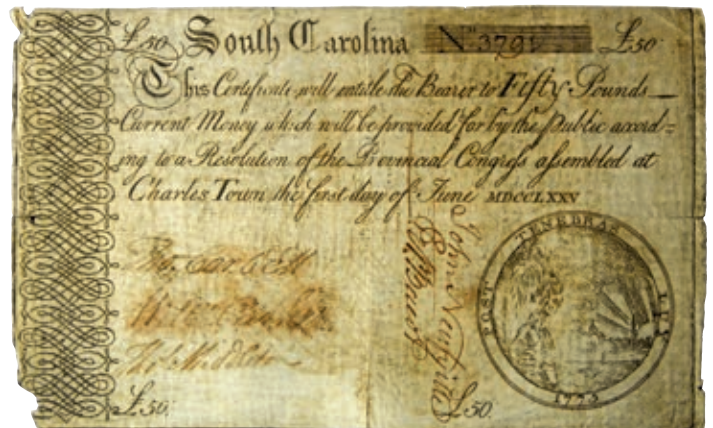 £50 South Carolina No. 379 £50
This Certificate will entitle the Bearer to Fifty Pounds
Current Money which will be provided for by the Public accord=
ing to a Resolution of the Provincial Congress assembled at
Charles Town the first day of June MDCCLXXV
POST TENEBRAS LUX
1775
£50. £50.